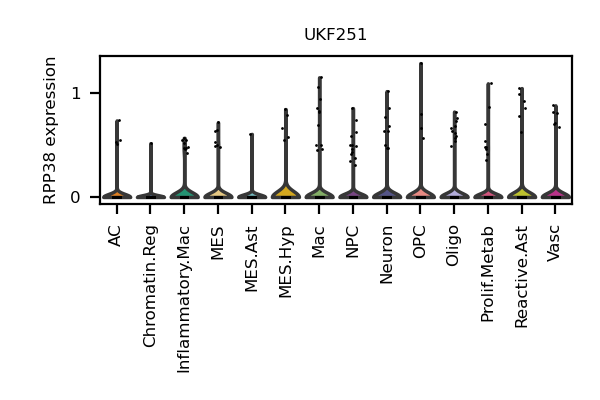 UKF251
RPP38 expression
1
0
AC
Chromatin.Reg
Inflammatory.Mac
MES
MES.Ast
MES.Hyp
Mac
NPC
Neuron
OPC
Oligo
Prolif.Metab
Reactive.Ast
Vasc